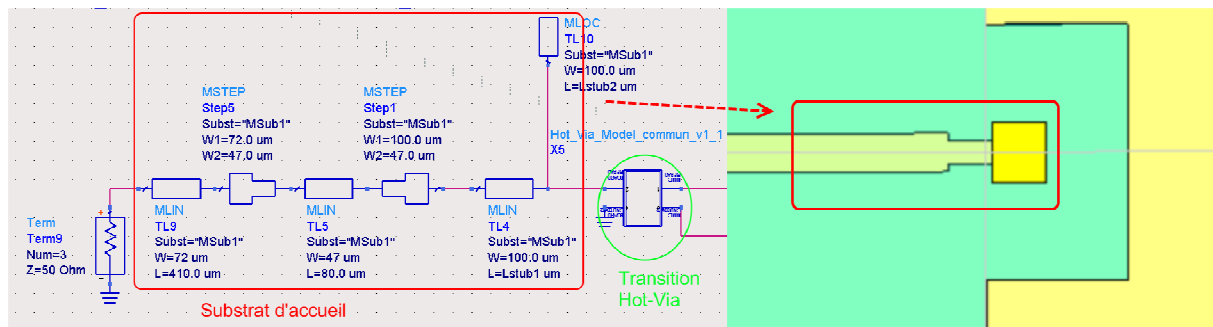 MLOC
TL10
Subst="MSub1"
W=100.0 um
L=Lstub2 um
MSTEP
Step5
Subst="MSub1"
W1=72.0 um
W2=47.0 um
MSTEP
Step1
Subst="MSub1"
W1=100.0 um
W2=47.0 um
Hot_Via_Model_commun_v1_1
X5
Term
Term9
Num=3
Z=50 Ohm
MLIN
TL9
Subst="MSub1"
W=72 um
L=410.0 um
MLIN
TL5
Subst="MSub1"
W=47 um
L=80.0 um
MLIN
TL4
Subst="MSub1"
W=100.0 um
L=Lstub1 um
Substrat d'accueil
Transition
Hot-Via